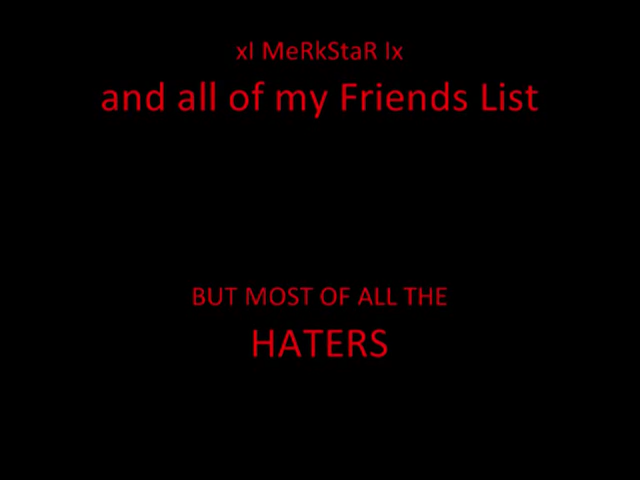 xI MeRkStaR Ix
and all of my Friends List
BUT MOST OF ALL THE
HATERS